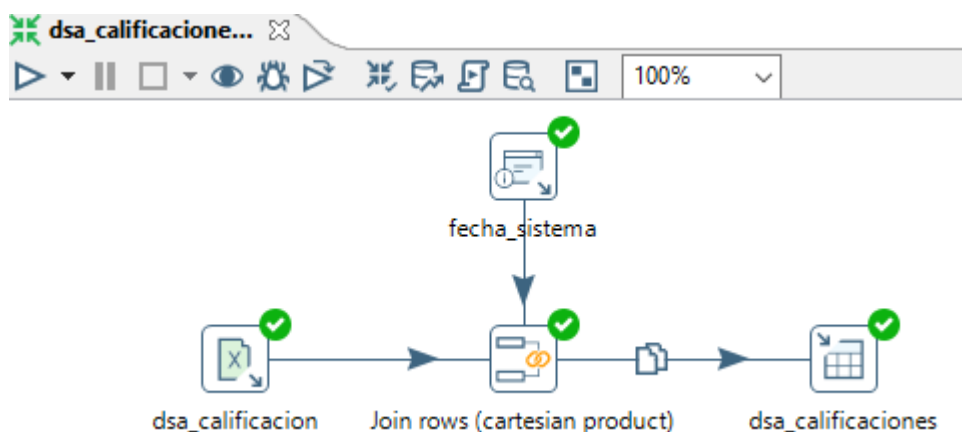 dsa_calificacione...
100%
fecha_sistema
dsa_calificacion
Join rows (cartesian product)
dsa_calificaciones